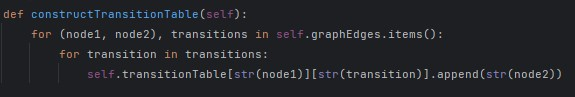 def constructTransitionTable(self):
    for (node1, node2), transitions in self.graphEdges.items():
        for transition in transitions:
            self.transitionTable[str(node1)][str(transition)].append(str(node2))